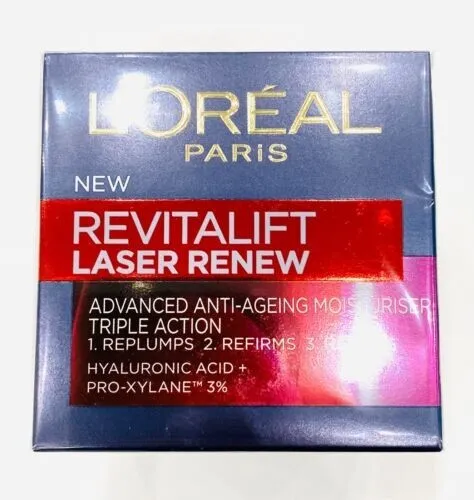 L'ORÉAL
PARiS
NEW
REVITALIFT
LASER RENEW
ADVANCED ANTI-AGEING MOISTURISER
TRIPLE ACTION
1. REPLUMPS 2. REFIRMS 3.
HYALURONIC ACID +
PRO-XYLANE™ 3%